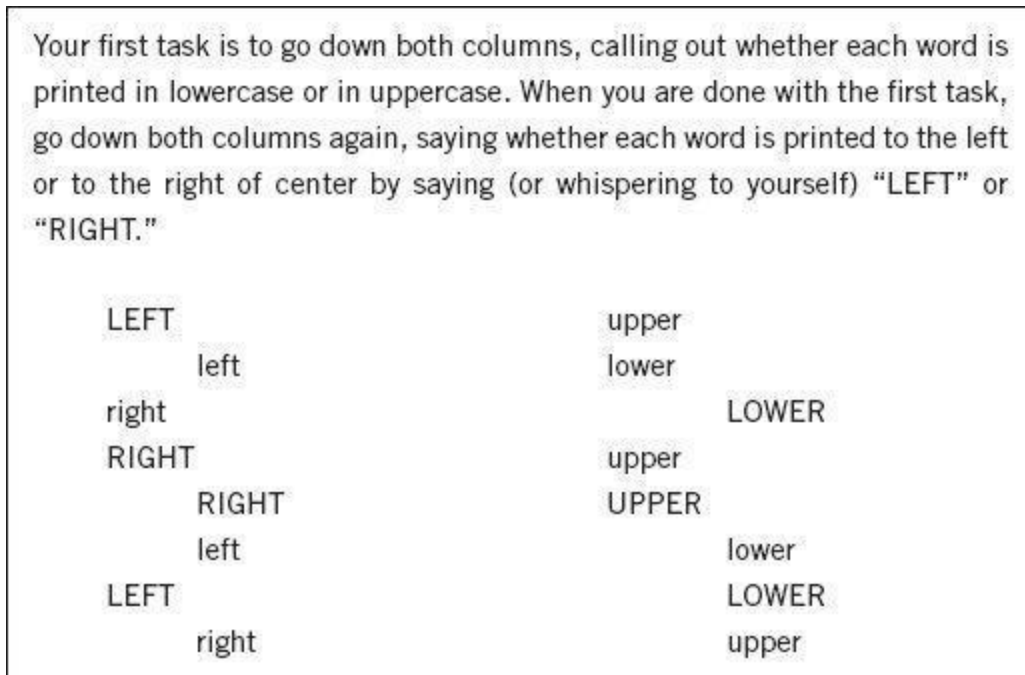 Your first task is to go down both columns, calling out whether each word is
printed in lowercase or in uppercase. When you are done with the first task,
go down both columns again, saying whether each word is printed to the left
or to the right of center by saying (or whispering to yourself) “LEFT” or
“RIGHT.”
LEFT upper
left lower
right LOWER
RIGHT upper
RIGHT UPPER
left lower
LEFT LOWER
right upper